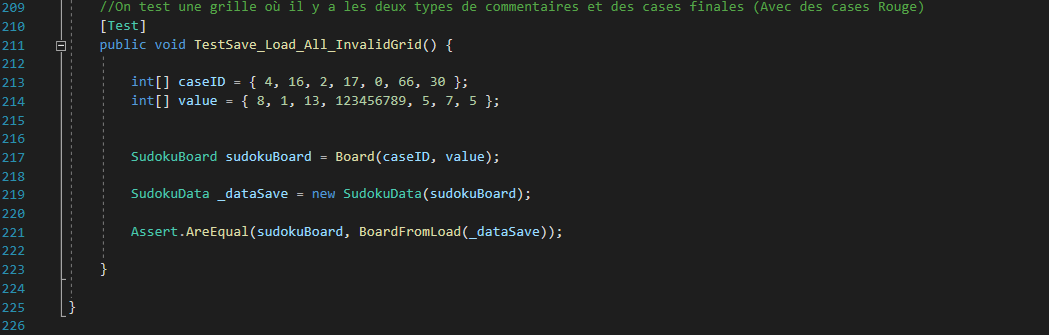 209 //On test une grille où il y a les deux types de commentaires et des cases finales (Avec des cases Rouge)
210 [Test]
211 public void TestSave_Load_All_InvalidGrid() {
212
213 int[] caseID = { 4, 16, 2, 17, 0, 66, 30 };
214 int[] value = { 8, 1, 13, 123456789, 5, 7, 5 };
215
216
217 SudokuBoard sudokuBoard = Board(caseID, value);
218
219 SudokuData _dataSave = new SudokuData(sudokuBoard);
220
221 Assert.AreEqual(sudokuBoard, BoardFromLoad(_dataSave));
222
223 }
224
225 }
226